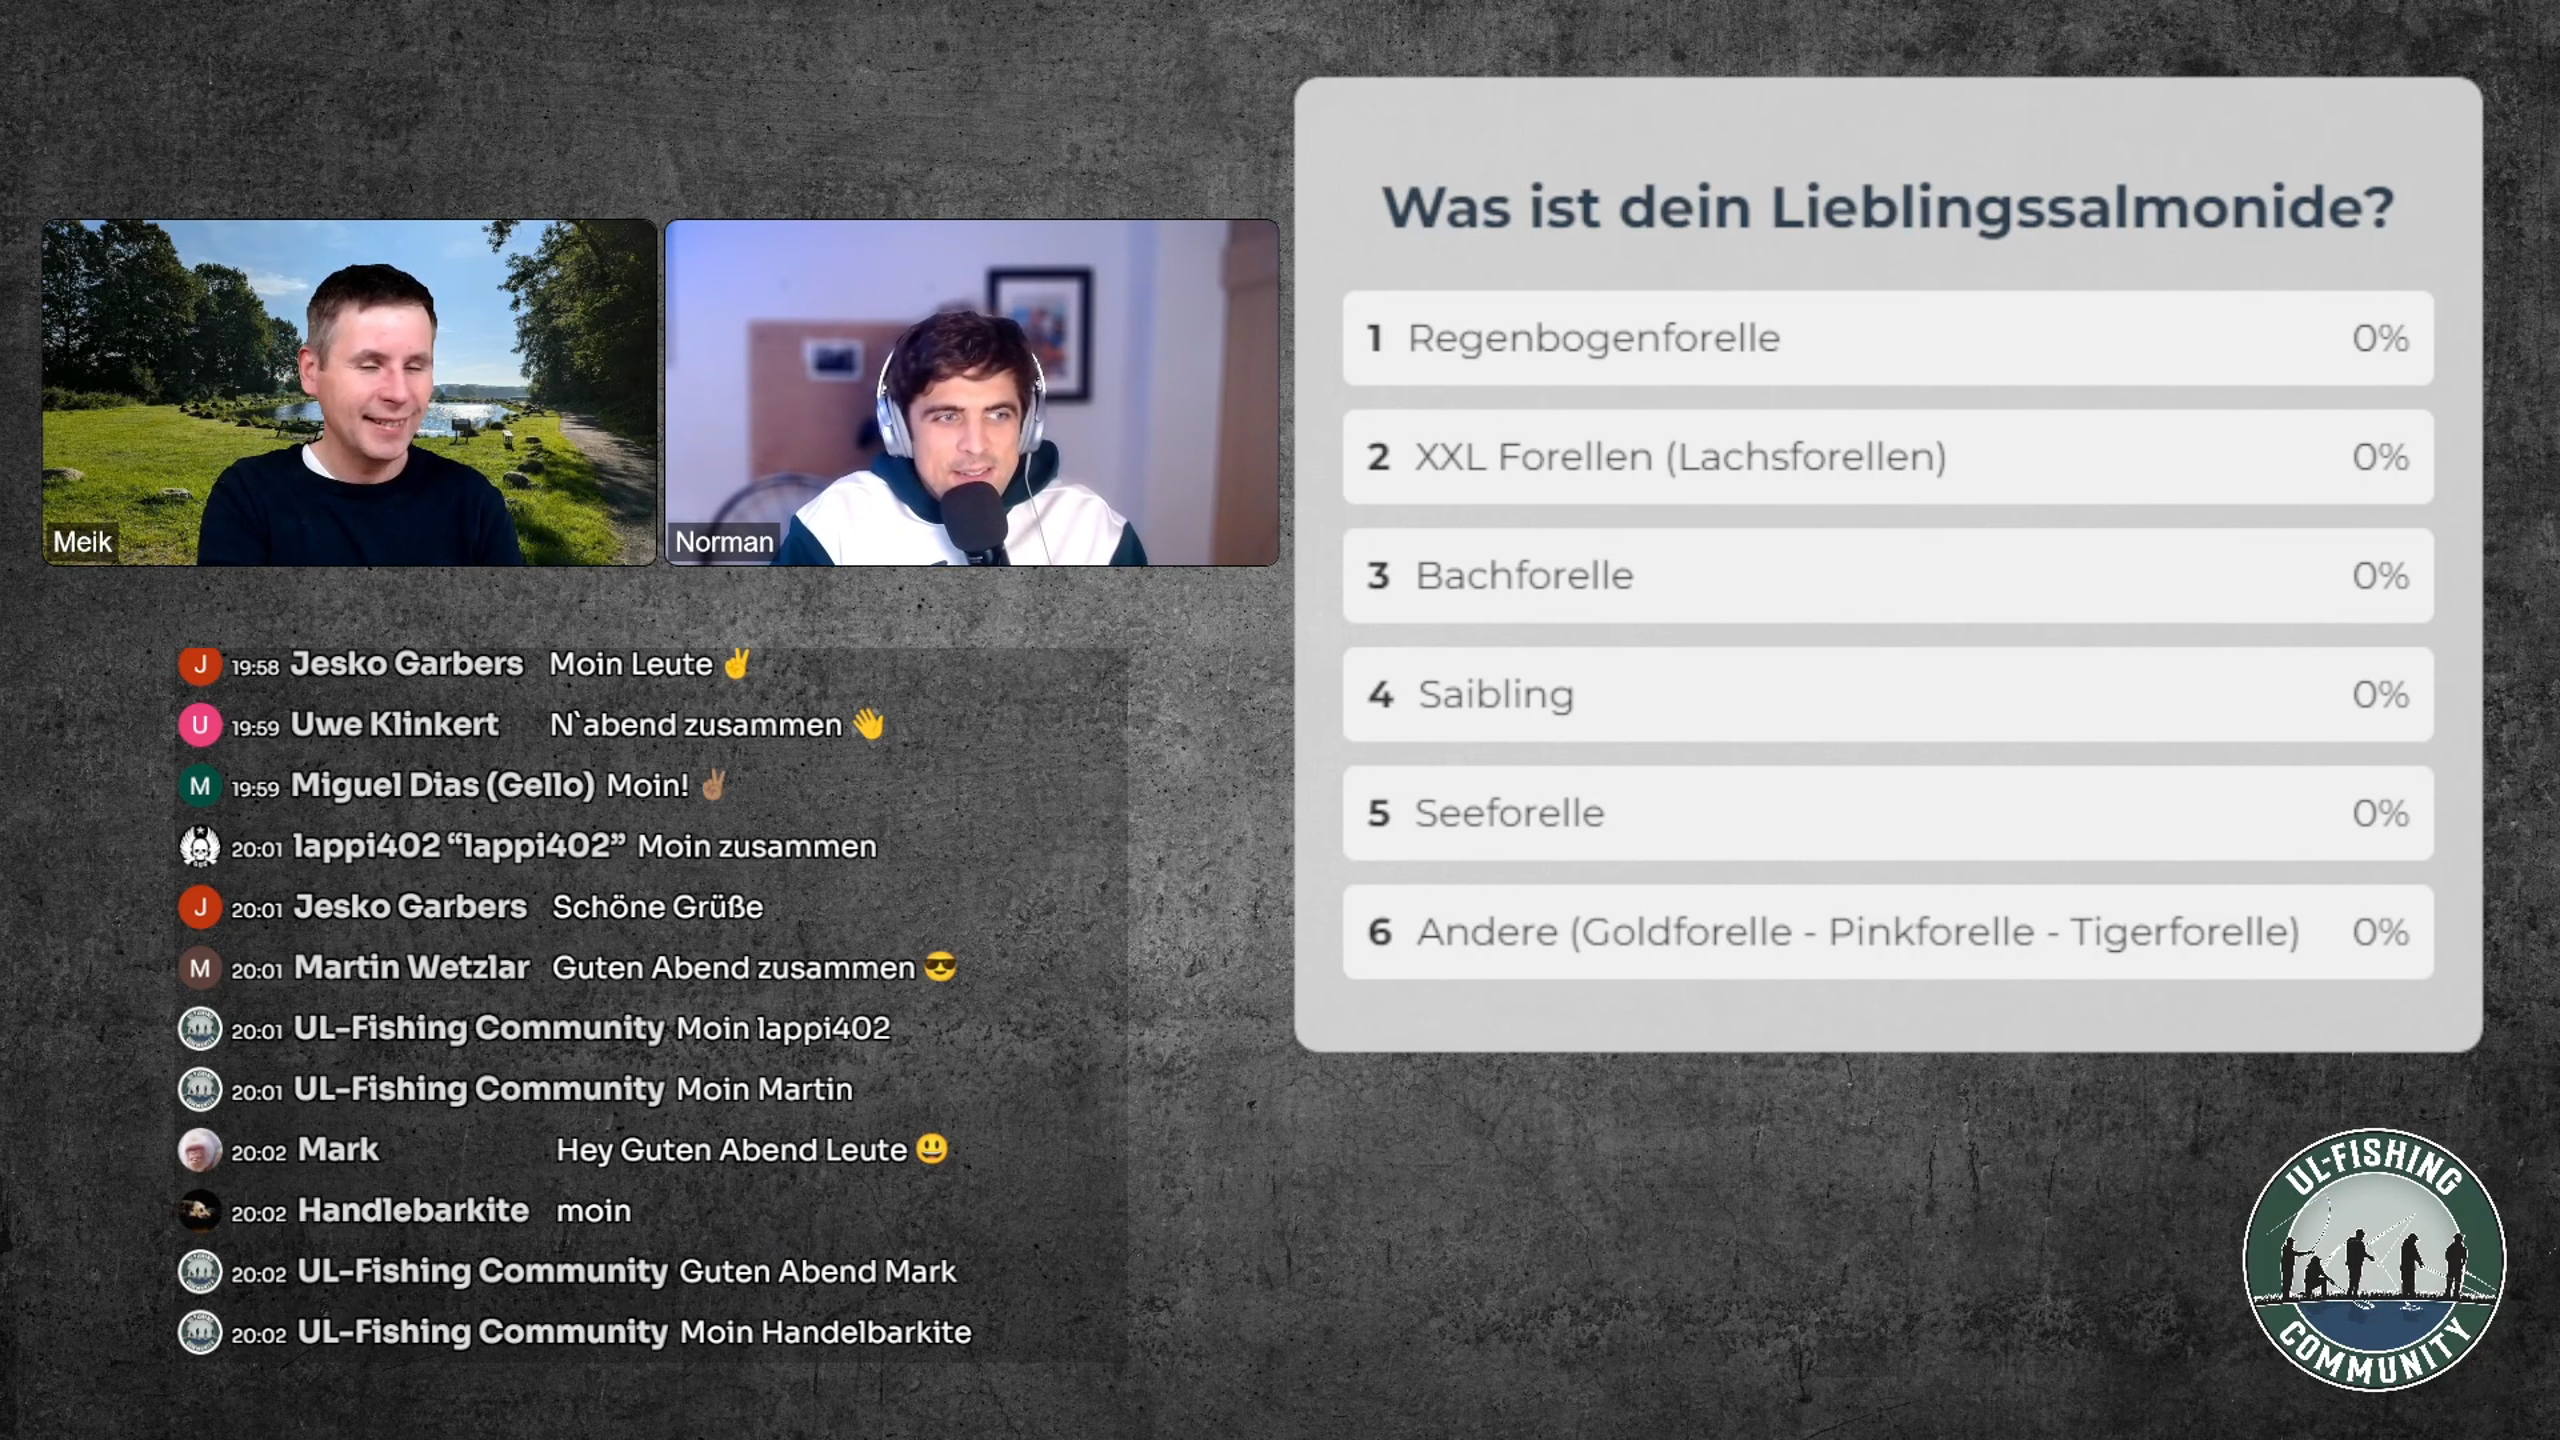 Meik
Norman
J 19:58 Jesko Garbers Moin Leute ✌️
U 19:59 Uwe Klinkert N`abend zusammen 👋
M 19:59 Miguel Dias (Gello) Moin! ✌🏽
20:01 lappi402 “lappi402” Moin zusammen
J 20:01 Jesko Garbers Schöne Grüße
M 20:01 Martin Wetzlar Guten Abend zusammen 😎
20:01 UL-Fishing Community Moin lappi402
20:01 UL-Fishing Community Moin Martin
20:02 Mark Hey Guten Abend Leute 😃
20:02 Handlebarkite moin
20:02 UL-Fishing Community Guten Abend Mark
20:02 UL-Fishing Community Moin Handelbarkite
Was ist dein Lieblingssalmonide?
1 Regenbogenforelle 0%
2 XXL Forellen (Lachsforellen) 0%
3 Bachforelle 0%
4 Saibling 0%
5 Seeforelle 0%
6 Andere (Goldforelle - Pinkforelle - Tigerforelle) 0%
UL-FISHING
COMMUNITY